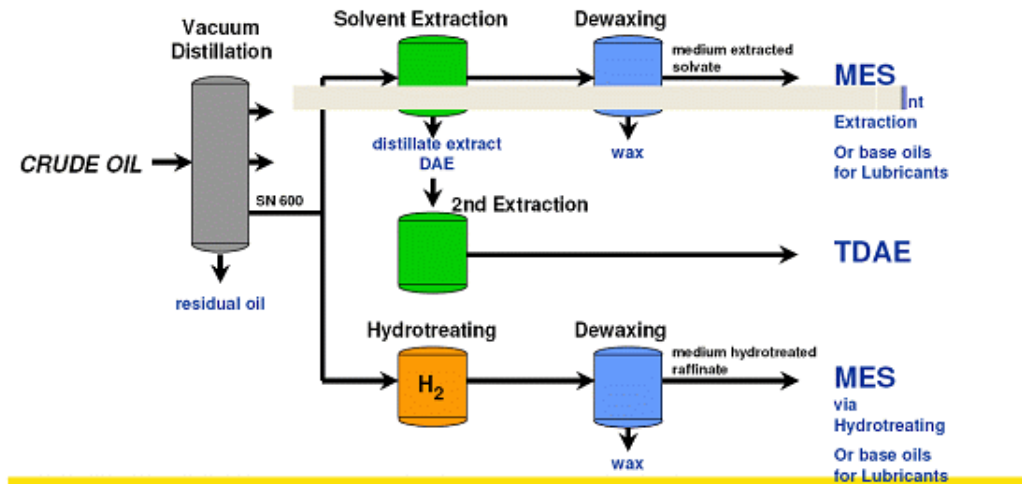 Vacuum
Distillation
Solvent Extraction
Dewaxing
medium extracted
solvate
MES
nt
Extraction
Or base oils
for Lubricants
CRUDE OIL
distillate extract
DAE
wax
SN 600
2nd Extraction
TDAE
residual oil
Hydrotreating
Dewaxing
medium hydrotreated
raffinate
H2
MES
via
Hydrotreating
Or base oils
for Lubricants
wax